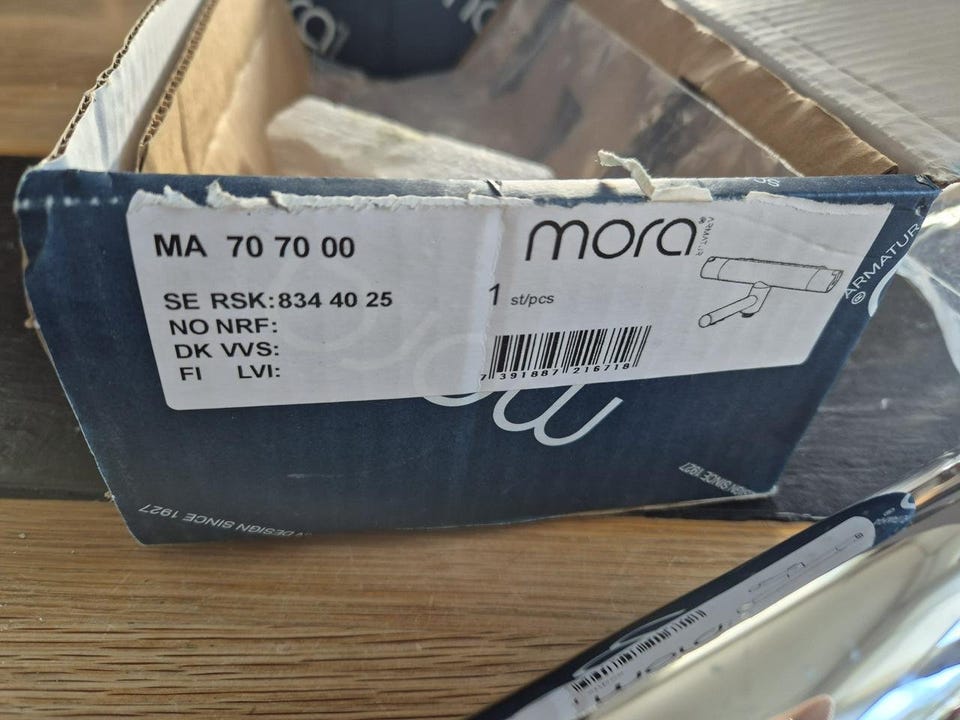 MA 70 70 00
mora
ARMATUR
SE RSK: 834 40 25
1 st/pcs
NO NRF:
DK VVS:
FI LVI:
7 391887 216718
ARMATUR®
DESIGN SINCE 1927
DESIGN SINCE 1927